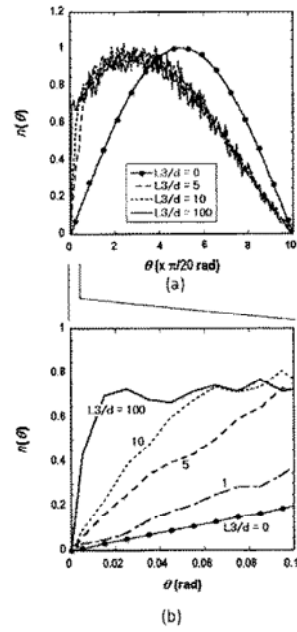 1.2
1
0.8
0.6
0.4
0.2
0
n(θ)
L3/d = 0
L3/d = 5
L3/d = 10
L3/d = 100
0 2 4 6 8 10
θ (x π/20 rad)
(a)
1
0.8
0.6
0.4
0.2
0
n(θ)
L3/d = 100
10
5
1
L3/d = 0
0 0.02 0.04 0.06 0.08 0.1
θ (rad)
(b)